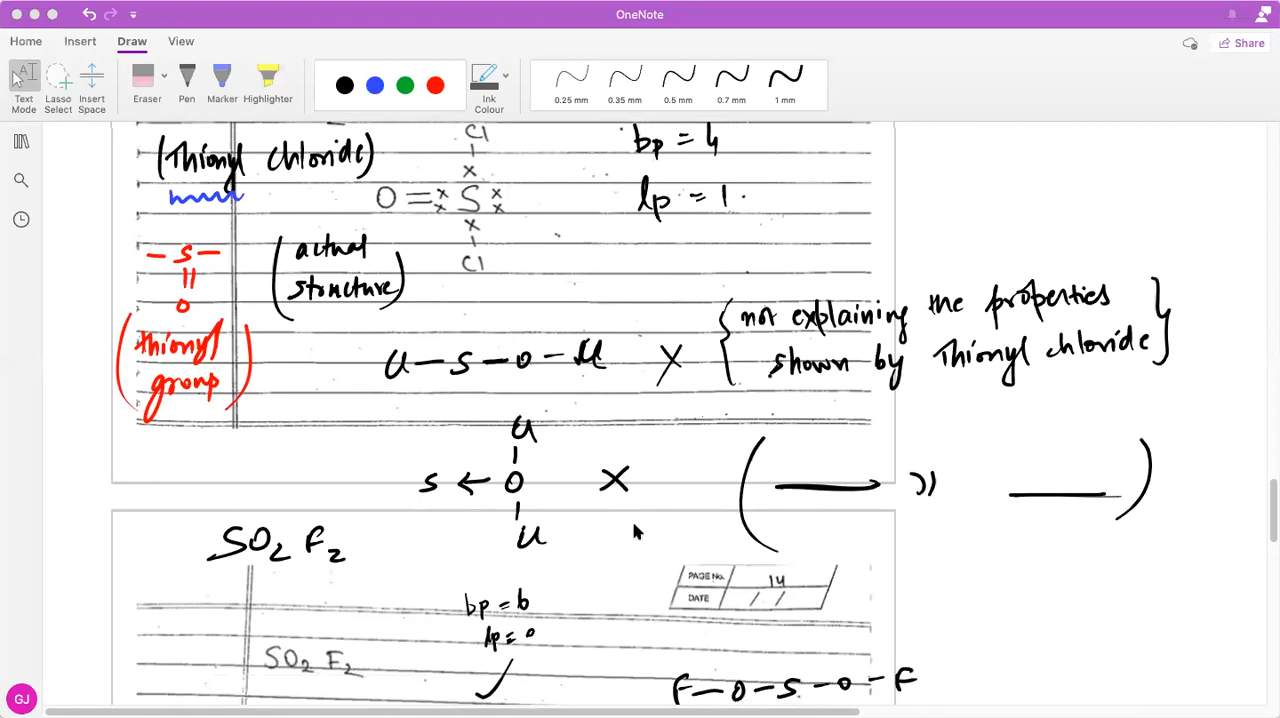 OneNote
Home Insert Draw View
Share
Text Mode
Lasso Select
Insert Space
Eraser
Pen
Marker
Highlighter
Ink Colour
0.25 mm 0.35 mm 0.5 mm 0.7 mm 1 mm
(Thionyl chloride)
Cl
bp = 4
O = S
lp = 1
Cl
(actual structure)
- S -
||
O
(thionyl group)
Cl - S - O - Cl X
{not explaining the properties
shown by Thionyl chloride}
Cl
S ← O X
Cl
( — " — )
SO2 F2
PAGE No. 14
DATE / /
bp = 6
lp = 0
SO2 F2
F - O - S - O - F
GJ